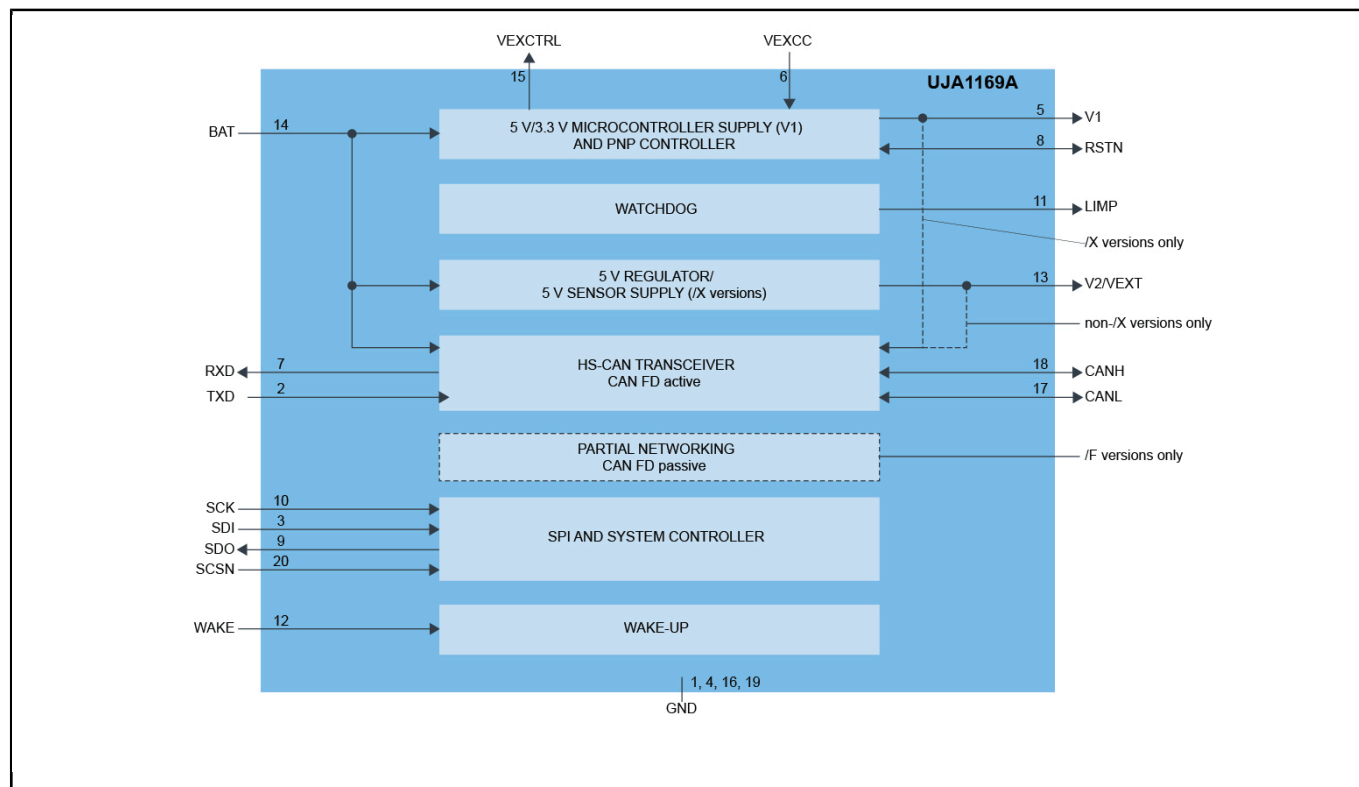 VEXCTRL
VEXCC
15
6
UJA1169A
BAT
14
5 V/3.3 V MICROCONTROLLER SUPPLY (V1)
AND PNP CONTROLLER
5
V1
8
RSTN
WATCHDOG
11
LIMP
/X versions only
5 V REGULATOR/
5 V SENSOR SUPPLY (/X versions)
13
V2/VEXT
non-/X versions only
RXD
7
TXD
2
HS-CAN TRANSCEIVER
CAN FD active
18
CANH
17
CANL
PARTIAL NETWORKING
CAN FD passive
/F versions only
SCK
10
SDI
3
SDO
9
SCSN
20
SPI AND SYSTEM CONTROLLER
WAKE
12
WAKE-UP
1, 4, 16, 19
GND